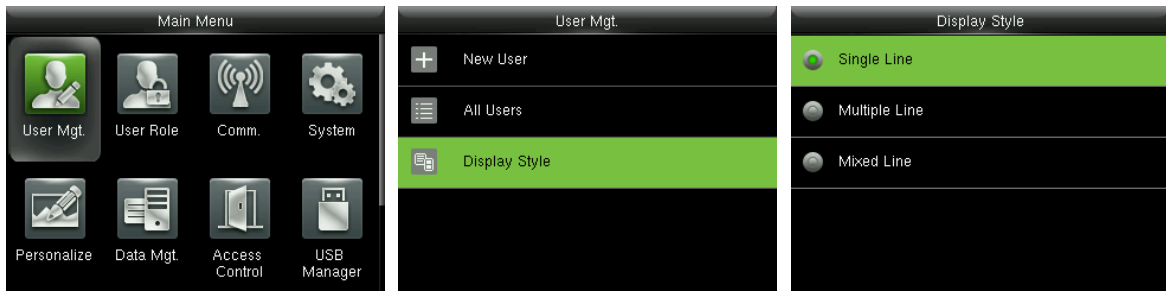 Main Menu
User Mgt.
User Role
Comm.
System
Personalize
Data Mgt.
Access
Control
USB
Manager
User Mgt.
New User
All Users
Display Style
Display Style
Single Line
Multiple Line
Mixed Line